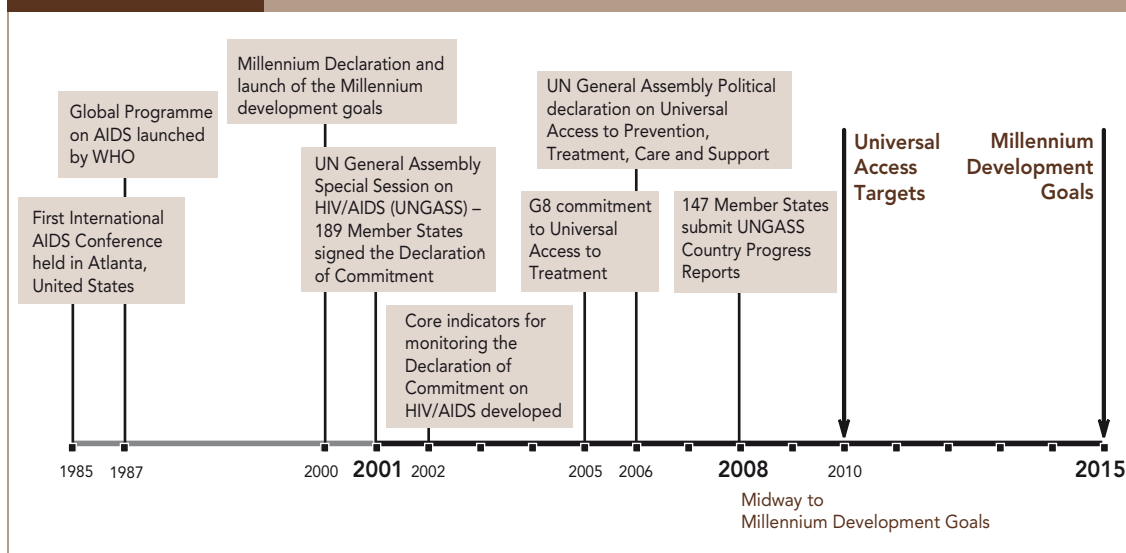 Millennium Declaration and
launch of the Millennium
development goals
Global Programme
on AIDS launched
by WHO
First International
AIDS Conference
held in Atlanta,
United States
UN General Assembly
Special Session on
HIV/AIDS (UNGASS) –
189 Member States
signed the Declaration
of Commitment
Core indicators for
monitoring the
Declaration of
Commitment on
HIV/AIDS developed
UN General Assembly Political
declaration on Universal
Access to Prevention,
Treatment, Care and Support
G8 commitment
to Universal
Access to
Treatment
147 Member States
submit UNGASS
Country Progress
Reports
Universal
Access
Targets
Millennium
Development
Goals
1985 1987 2000 2001 2002 2005 2006 2008 2010 2015
Midway to
Millennium Development Goals